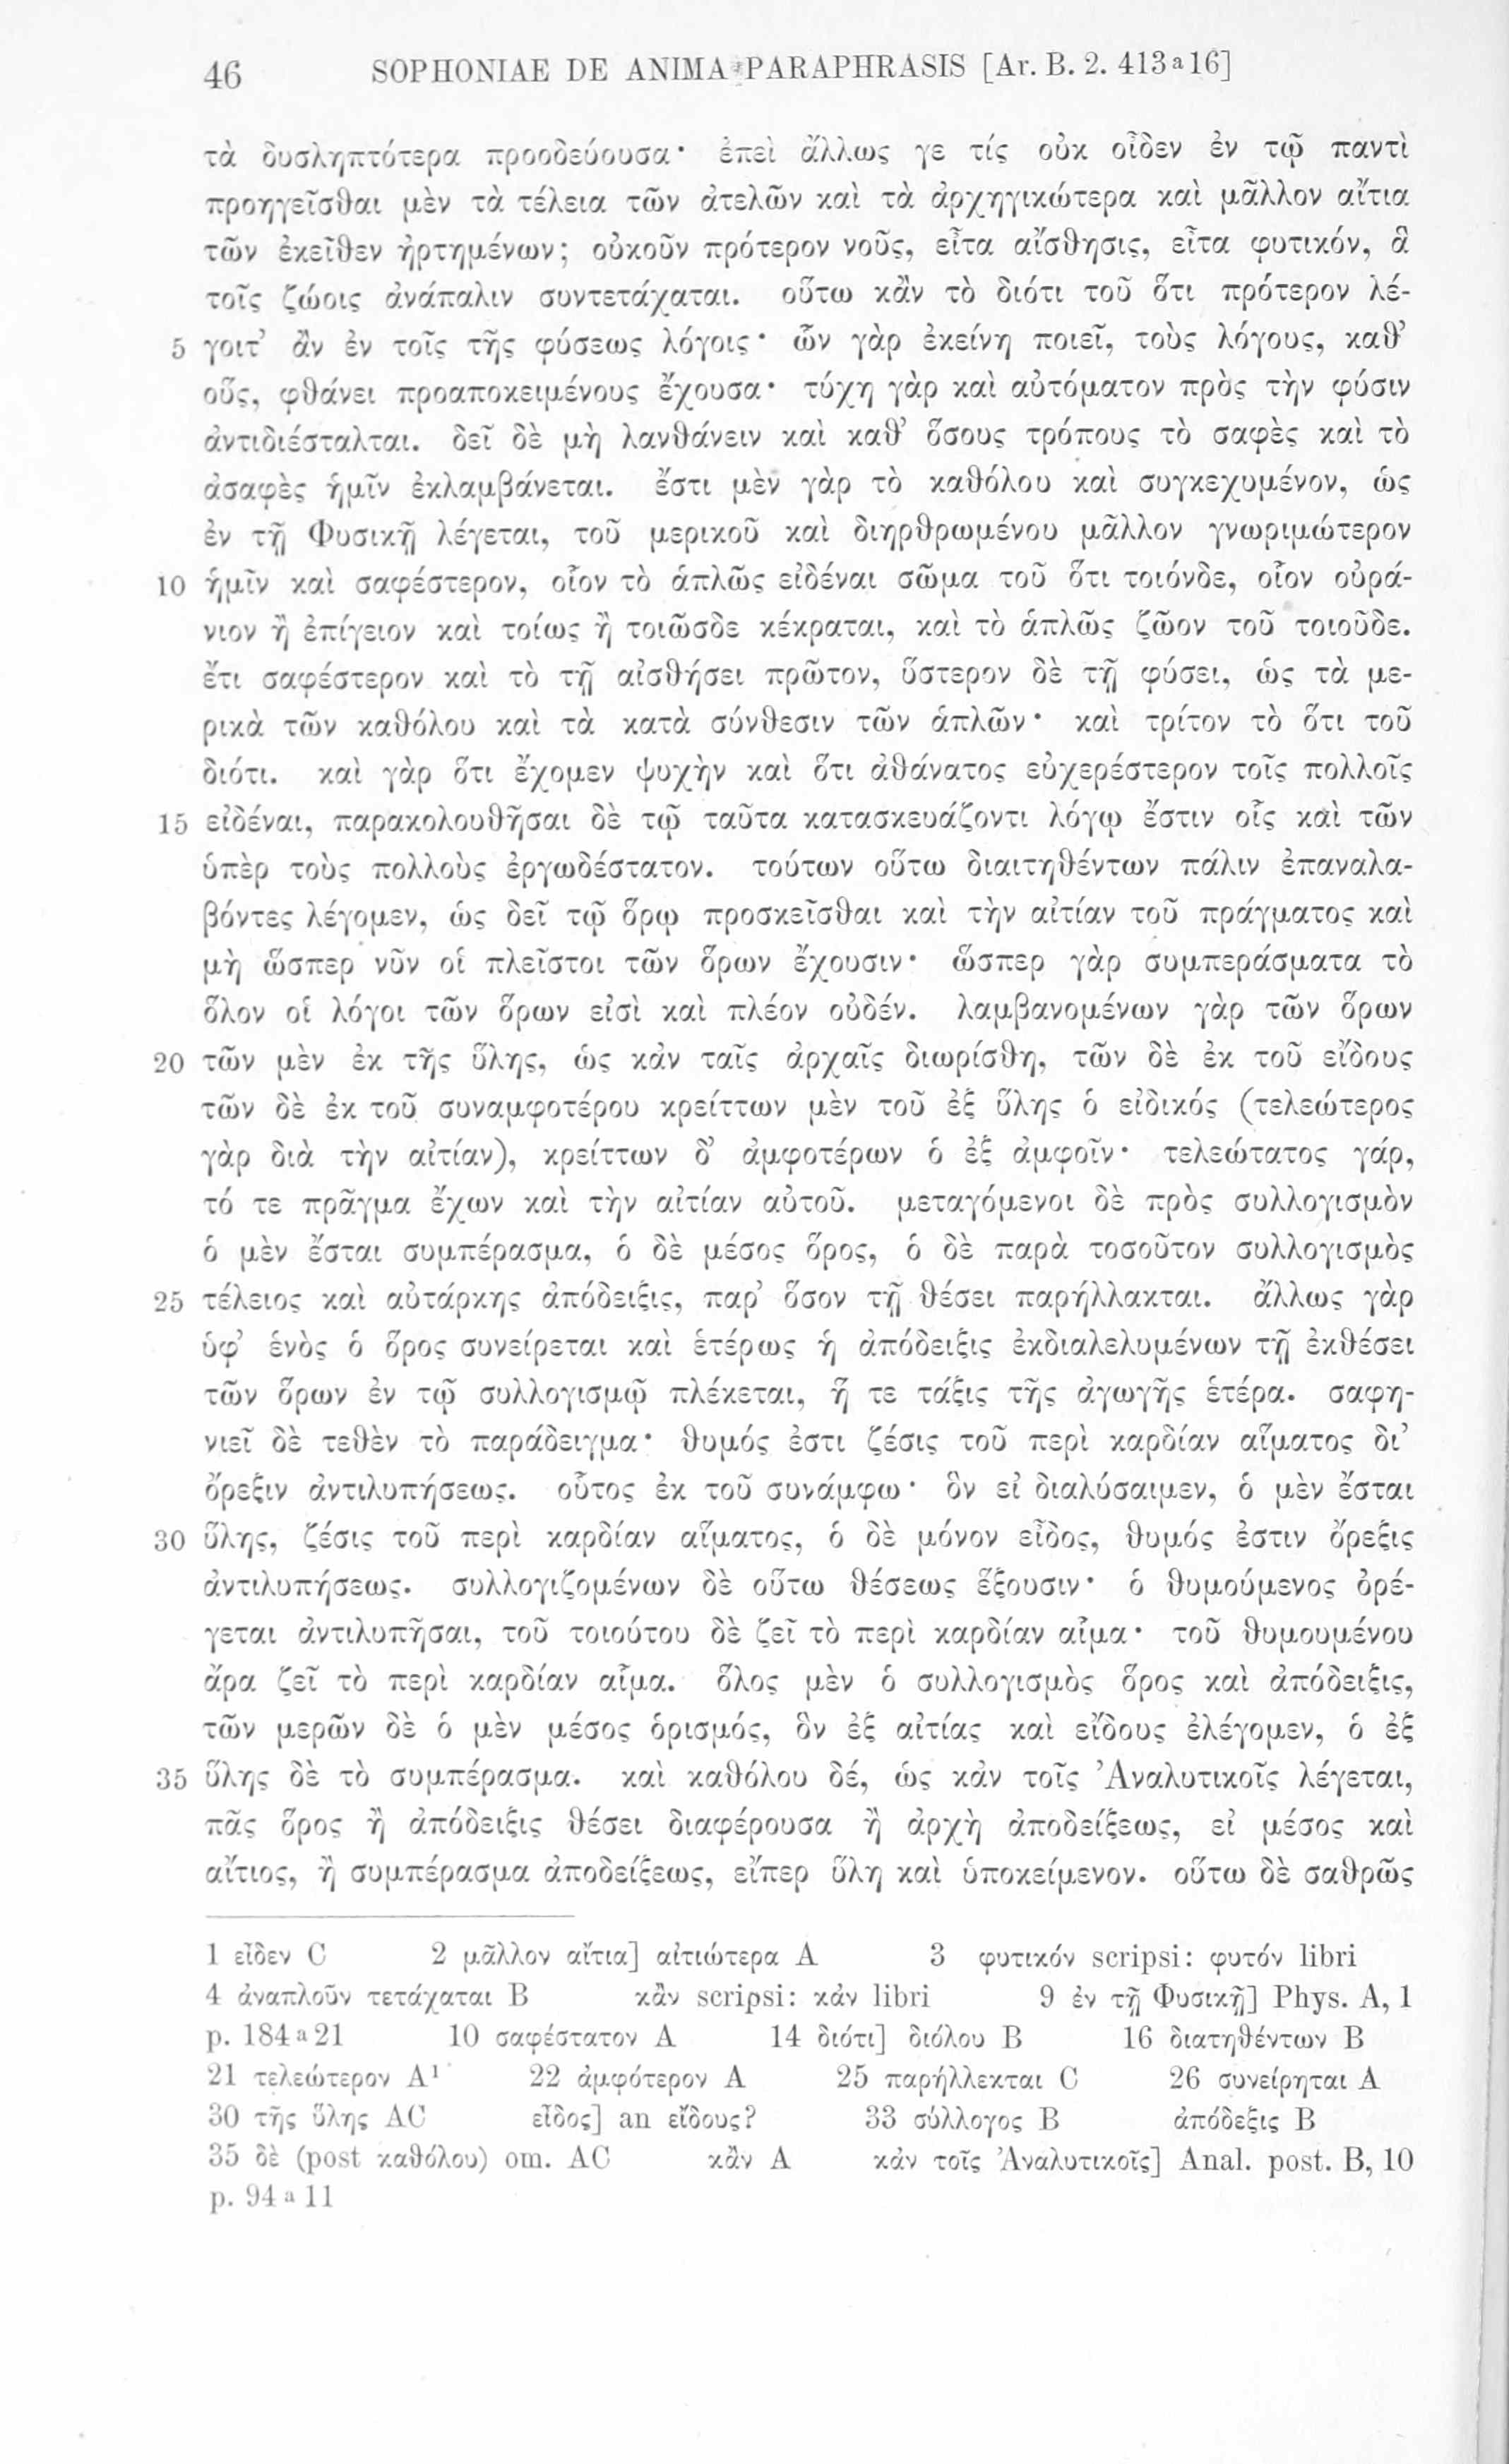 46 SOPHONIAE DE ANIMA PARAPHRASIS [Ar. B. 2. 413a16]
τὰ δυσληπτότερα προοδεύουσα· ἐπεὶ ἄλλως γε τίς οὐκ οἶδεν ἐν τῷ παντὶ
προηγεῖσθαι μὲν τὰ τέλεια τῶν ἀτελῶν καὶ τὰ ἀρχηγικώτερα καὶ μᾶλλον αἴτια
τῶν ἐκεῖθεν ἠρτημένων; οὐκοῦν πρότερον νοῦς, εἶτα αἴσθησις, εἶτα φυτικόν, ἃ
τοῖς ζώοις ἀνάπαλιν συντετάχαται. οὕτω κἂν τὸ διότι τοῦ ὅτι πρότερον λέ-
5 γοιτ’ ἂν ἐν τοῖς τῆς φύσεως λόγοις· ὧν γὰρ ἐκείνη ποιεῖ, τοὺς λόγους, καθ’
οὓς, φθάνει προαποκειμένους ἔχουσα· τύχη γὰρ καὶ αὐτόματον πρὸς τὴν φύσιν
ἀντιδιέσταλται. δεῖ δὲ μὴ λανθάνειν καὶ καθ’ ὅσους τρόπους τὸ σαφὲς καὶ τὸ
ἀσαφὲς ἡμῖν ἐκλαμβάνεται. ἔστι μὲν γὰρ τὸ καθόλου καὶ συγκεχυμένον, ὡς
ἐν τῇ Φυσικῇ λέγεται, τοῦ μερικοῦ καὶ διηρθρωμένου μᾶλλον γνωριμώτερον
10 ἡμῖν καὶ σαφέστερον, οἷον τὸ ἁπλῶς εἰδέναι σῶμα τοῦ ὅτι τοιόνδε, οἷον οὐρά-
νιον ἢ ἐπίγειον καὶ τοίως ἢ τοιῶσδε κέκραται, καὶ τὸ ἁπλῶς ζῶον τοῦ τοιοῦδε.
ἔτι σαφέστερον καὶ τὸ τῇ αἰσθήσει πρῶτον, ὕστερον δὲ τῇ φύσει, ὡς τὰ με-
ρικὰ τῶν καθόλου καὶ τὰ κατὰ σύνθεσιν τῶν ἁπλῶν· καὶ τρίτον τὸ ὅτι τοῦ
διότι. καὶ γὰρ ὅτι ἔχομεν ψυχὴν καὶ ὅτι ἀθάνατος εὐχερέστερον τοῖς πολλοῖς
15 εἰδέναι, παρακολουθῆσαι δὲ τῷ ταῦτα κατασκευάζοντι λόγῳ ἔστιν οἷς καὶ τῶν
ὑπὲρ τοὺς πολλοὺς ἐργωδέστατον. τούτων οὕτω διαιτηθέντων πάλιν ἐπαναλα-
βόντες λέγομεν, ὡς δεῖ τῷ ὅρῳ προσκεῖσθαι καὶ τὴν αἰτίαν τοῦ πράγματος καὶ
μὴ ὥσπερ νῦν οἱ πλεῖστοι τῶν ὅρων ἔχουσιν· ὥσπερ γὰρ συμπεράσματα τὸ
ὅλον οἱ λόγοι τῶν ὅρων εἰσὶ καὶ πλέον οὐδέν. λαμβανομένων γὰρ τῶν ὅρων
20 τῶν μὲν ἐκ τῆς ὕλης, ὡς κἀν ταῖς ἀρχαῖς διωρίσθη, τῶν δὲ ἐκ τοῦ εἴδους
τῶν δὲ ἐκ τοῦ συναμφοτέρου κρείττων μὲν τοῦ ἐξ ὕλης ὁ εἰδικός (τελεώτερος
γὰρ διὰ τὴν αἰτίαν), κρείττων δ’ ἀμφοτέρων ὁ ἐξ ἀμφοῖν· τελεώτατος γάρ,
τό τε πρᾶγμα ἔχων καὶ τὴν αἰτίαν αὐτοῦ. μεταγόμενοι δὲ πρὸς συλλογισμὸν
ὁ μὲν ἔσται συμπέρασμα, ὁ δὲ μέσος ὅρος, ὁ δὲ παρὰ τοσοῦτον συλλογισμὸς
25 τέλειος καὶ αὐτάρκης ἀπόδειξις, παρ’ ὅσον τῇ θέσει παρήλλακται. ἄλλως γὰρ
ὑφ’ ἑνὸς ὁ ὅρος συνείρεται καὶ ἑτέρως ἡ ἀπόδειξις ἐκδιαλελυμένων τῇ ἐκθέσει
τῶν ὅρων ἐν τῷ συλλογισμῷ πλέκεται, ἥ τε τάξις τῆς ἀγωγῆς ἑτέρα. σαφη-
νιεῖ δὲ τεθὲν τὸ παράδειγμα· θυμός ἐστι ζέσις τοῦ περὶ καρδίαν αἵματος δι’
ὄρεξιν ἀντιλυπήσεως. οὗτος ἐκ τοῦ συνάμφω· ὃν εἰ διαλύσαιμεν, ὁ μὲν ἔσται
30 ὕλης, ζέσις τοῦ περὶ καρδίαν αἵματος, ὁ δὲ μόνον εἶδος, θυμός ἐστιν ὄρεξις
ἀντιλυπήσεως. συλλογιζομένων δὲ οὕτω θέσεως ἕξουσιν· ὁ θυμούμενος ὀρέ-
γεται ἀντιλυπῆσαι, τοῦ τοιούτου δὲ ζεῖ τὸ περὶ καρδίαν αἷμα· τοῦ θυμουμένου
ἄρα ζεῖ τὸ περὶ καρδίαν αἷμα. ὅλος μὲν ὁ συλλογισμὸς ὅρος καὶ ἀπόδειξις,
τῶν μερῶν δὲ ὁ μὲν μέσος ὁρισμός, ὃν ἐξ αἰτίας καὶ εἴδους ἐλέγομεν, ὁ ἐξ
35 ὕλης δὲ τὸ συμπέρασμα. καὶ καθόλου δέ, ὡς κἀν τοῖς Ἀναλυτικοῖς λέγεται,
πᾶς ὅρος ἢ ἀπόδειξις θέσει διαφέρουσα ἢ ἀρχὴ ἀποδείξεως, εἰ μέσος καὶ
αἴτιος, ἢ συμπέρασμα ἀποδείξεως, εἴπερ ὕλη καὶ ὑποκείμενον. οὕτω δὲ σαθρῶς
1 εἶδεν C 2 μᾶλλον αἴτια] αἰτιώτερα A 3 φυτικόν scripsi: φυτόν libri
4 ἀναπλοῦν τετάχαται B κἂν scripsi: κἀν libri 9 ἐν τῇ Φυσικῇ] Phys. A, 1
p. 184a21 10 σαφέστατον A 14 διότι] διόλου B 16 διατηθέντων B
21 τελεώτερον A¹ 22 ἀμφότερον A 25 παρήλλεκται C 26 συνείρηται A
30 τῆς ὕλης AC εἶδος] an εἴδους? 33 σύλλογος B ἀπόδεξις B
35 δὲ (post καθόλου) om. AC κἂν A κἀν τοῖς Ἀναλυτικοῖς] Anal. post. B, 10
p. 94a11